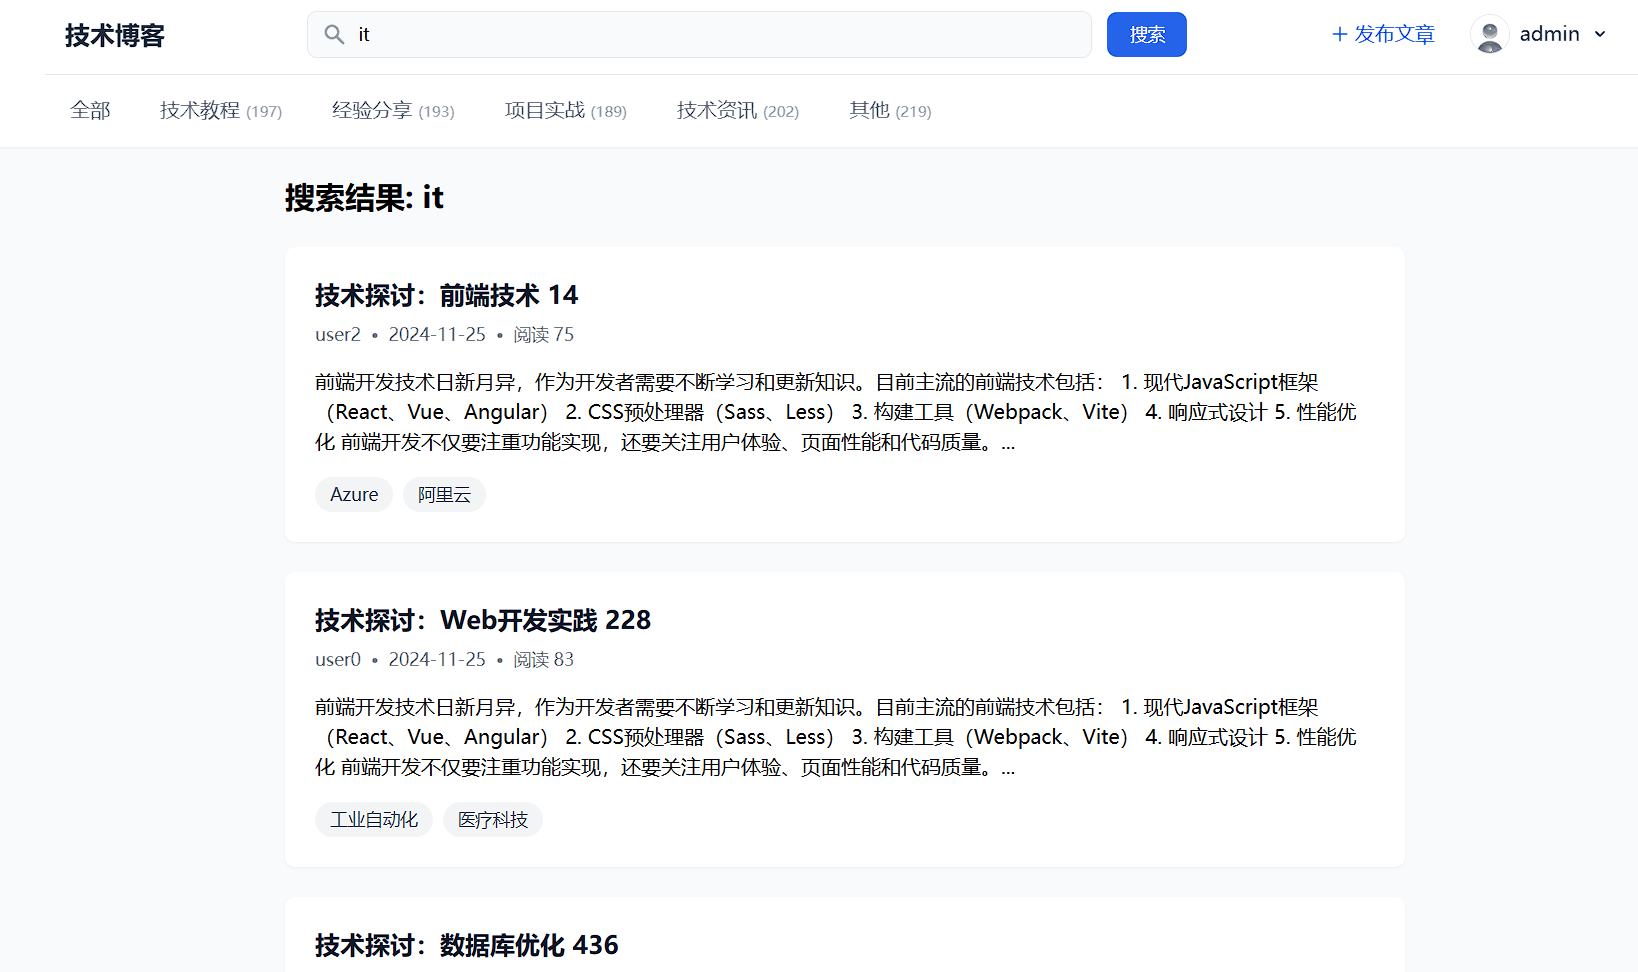 技术博客
it
搜索
+ 发布文章
admin
全部
技术教程 (197)
经验分享 (193)
项目实战 (189)
技术资讯 (202)
其他 (219)
搜索结果: it
技术探讨：前端技术 14
user2 • 2024-11-25 • 阅读 75
前端开发技术日新月异，作为开发者需要不断学习和更新知识。目前主流的前端技术包括： 1. 现代JavaScript框架
（React、Vue、Angular） 2. CSS预处理器（Sass、Less） 3. 构建工具（Webpack、Vite） 4. 响应式设计 5. 性能优
化 前端开发不仅要注重功能实现，还要关注用户体验、页面性能和代码质量。...
Azure
阿里云
技术探讨：Web开发实践 228
user0 • 2024-11-25 • 阅读 83
前端开发技术日新月异，作为开发者需要不断学习和更新知识。目前主流的前端技术包括： 1. 现代JavaScript框架
（React、Vue、Angular） 2. CSS预处理器（Sass、Less） 3. 构建工具（Webpack、Vite） 4. 响应式设计 5. 性能优
化 前端开发不仅要注重功能实现，还要关注用户体验、页面性能和代码质量。...
工业自动化
医疗科技
技术探讨：数据库优化 436